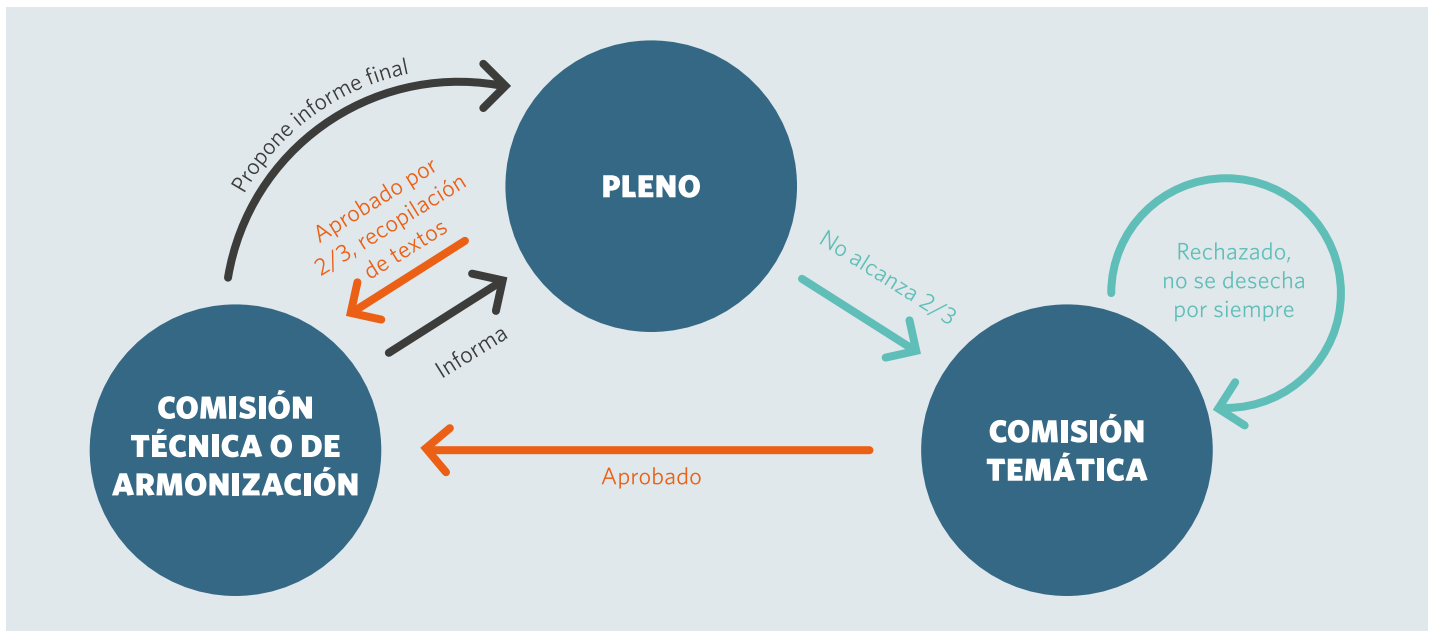 Propone informe final
PLENO
Aprobado por
2/3, recopilación
de textos
No alcanza 2/3
Rechazado,
no se desecha
por siempre
Informa
COMISIÓN
TÉCNICA O DE
ARMONIZACIÓN
COMISIÓN
TEMÁTICA
Aprobado